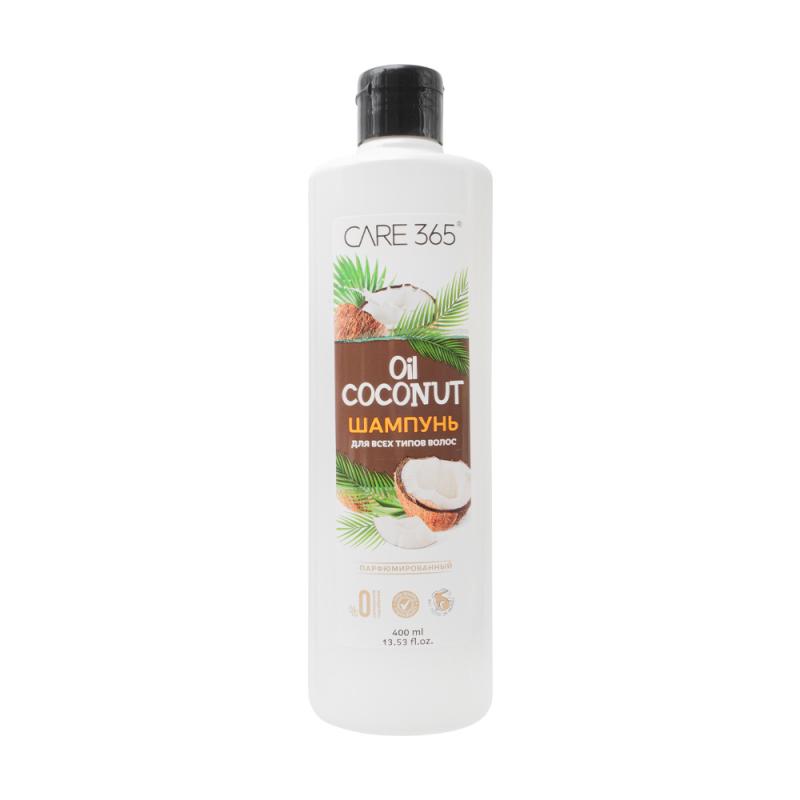 CARE 365®
Oil
COCONUT
ШАМПУНЬ
ДЛЯ ВСЕХ ТИПОВ ВОЛОС
ПАРФЮМИРОВАННЫЙ
%0
400 ml
13.53 fl.oz.